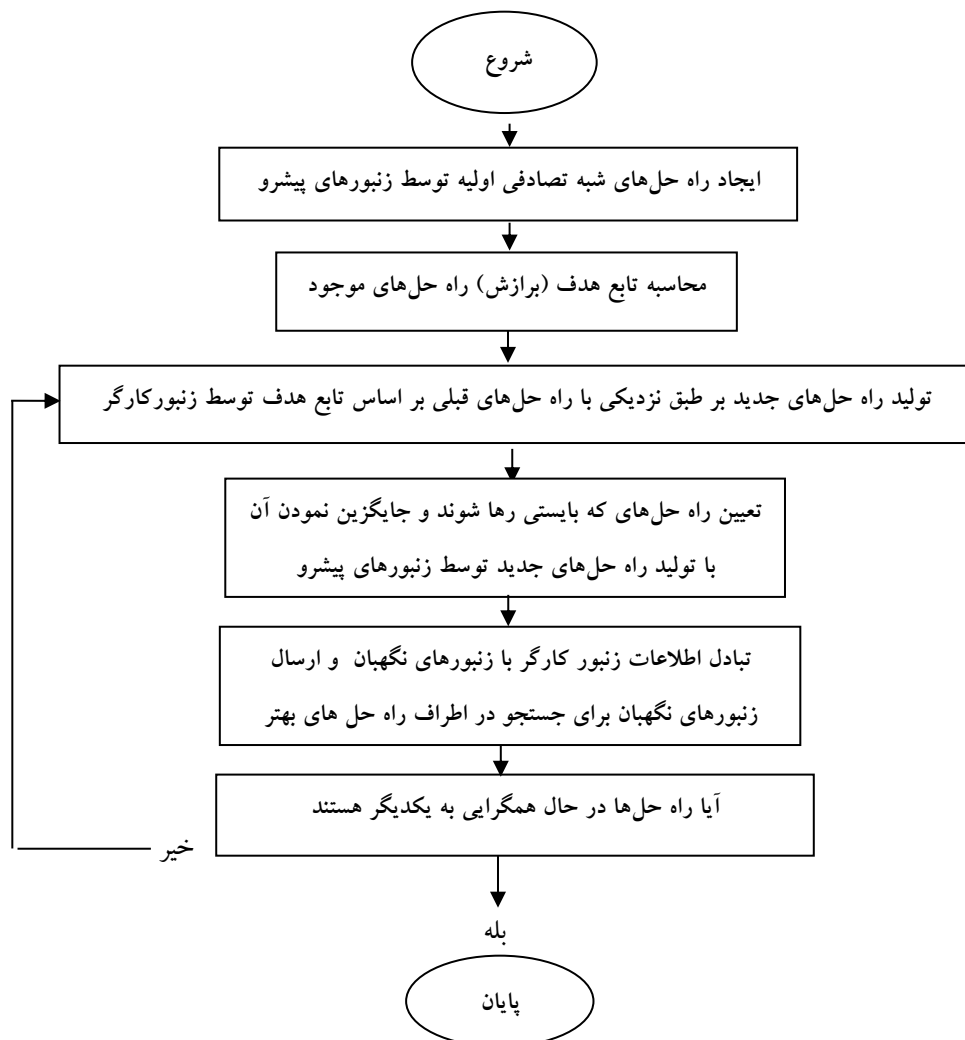 شروع
ایجاد راه حل‌های شبه تصادفی اولیه توسط زنبورهای پیشرو
محاسبه تابع هدف (برازش) راه حل‌های موجود
تولید راه حل‌های جدید بر طبق نزدیکی با راه حل‌های قبلی بر اساس تابع هدف توسط زنبورکارگر
تعیین راه حل‌های که بایستی رها شوند و جایگزین نمودن آن
با تولید راه حل‌های جدید توسط زنبورهای پیشرو
تبادل اطلاعات زنبور کارگر با زنبورهای نگهبان و ارسال
زنبورهای نگهبان برای جستجو در اطراف راه حل های بهتر
آیا راه حل‌ها در حال همگرایی به یکدیگر هستند
خیر
بله
پایان